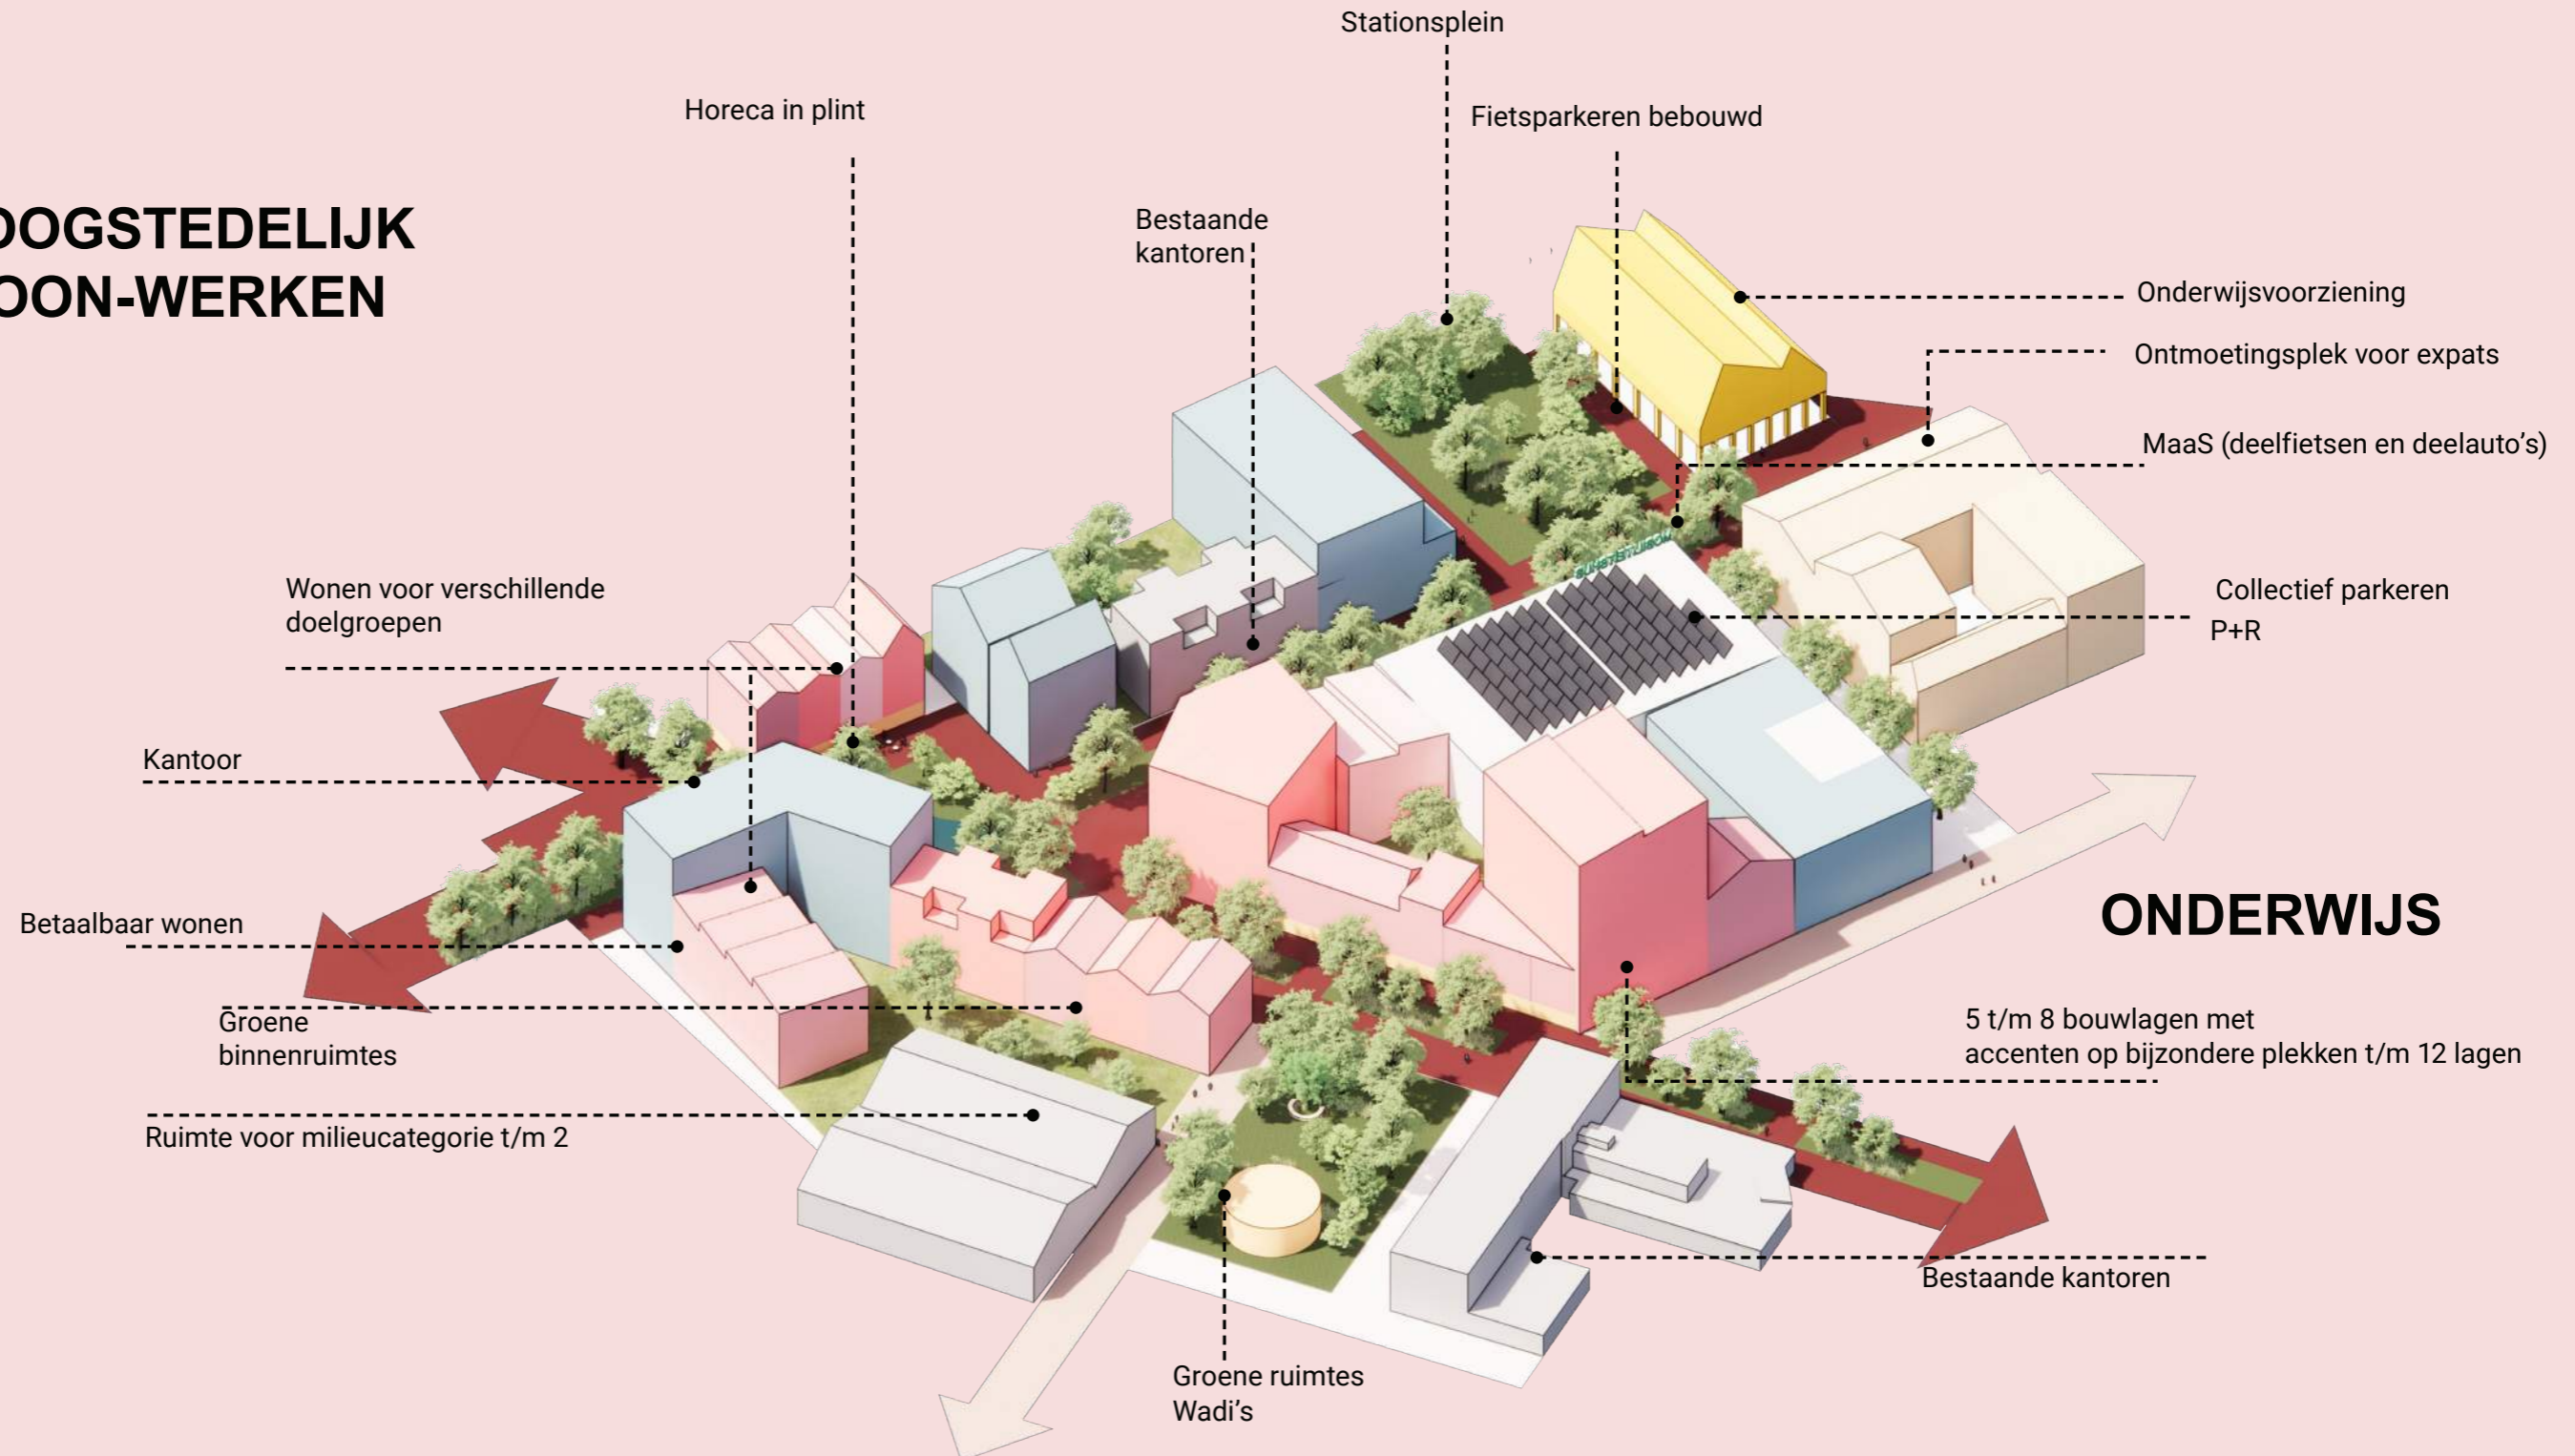 Stationsplein
Horeca in plint
Fietsparkeren bebouwd
OOGSTEDELIJK
OON-WERKEN
Bestaande
kantoren
Onderwijsvoorziening
Ontmoetingsplek voor expats
MaaS (deelfietsen en deelauto's)
Wonen voor verschillende
doelgroepen
Collectief parkeren
P+R
Kantoor
Betaalbaar wonen
ONDERWIJS
Groene
binnenruimtes
5 t/m 8 bouwlagen met
accenten op bijzondere plekken t/m 12 lagen
Ruimte voor milieucategorie t/m 2
Bestaande kantoren
Groene ruimtes
Wadi's